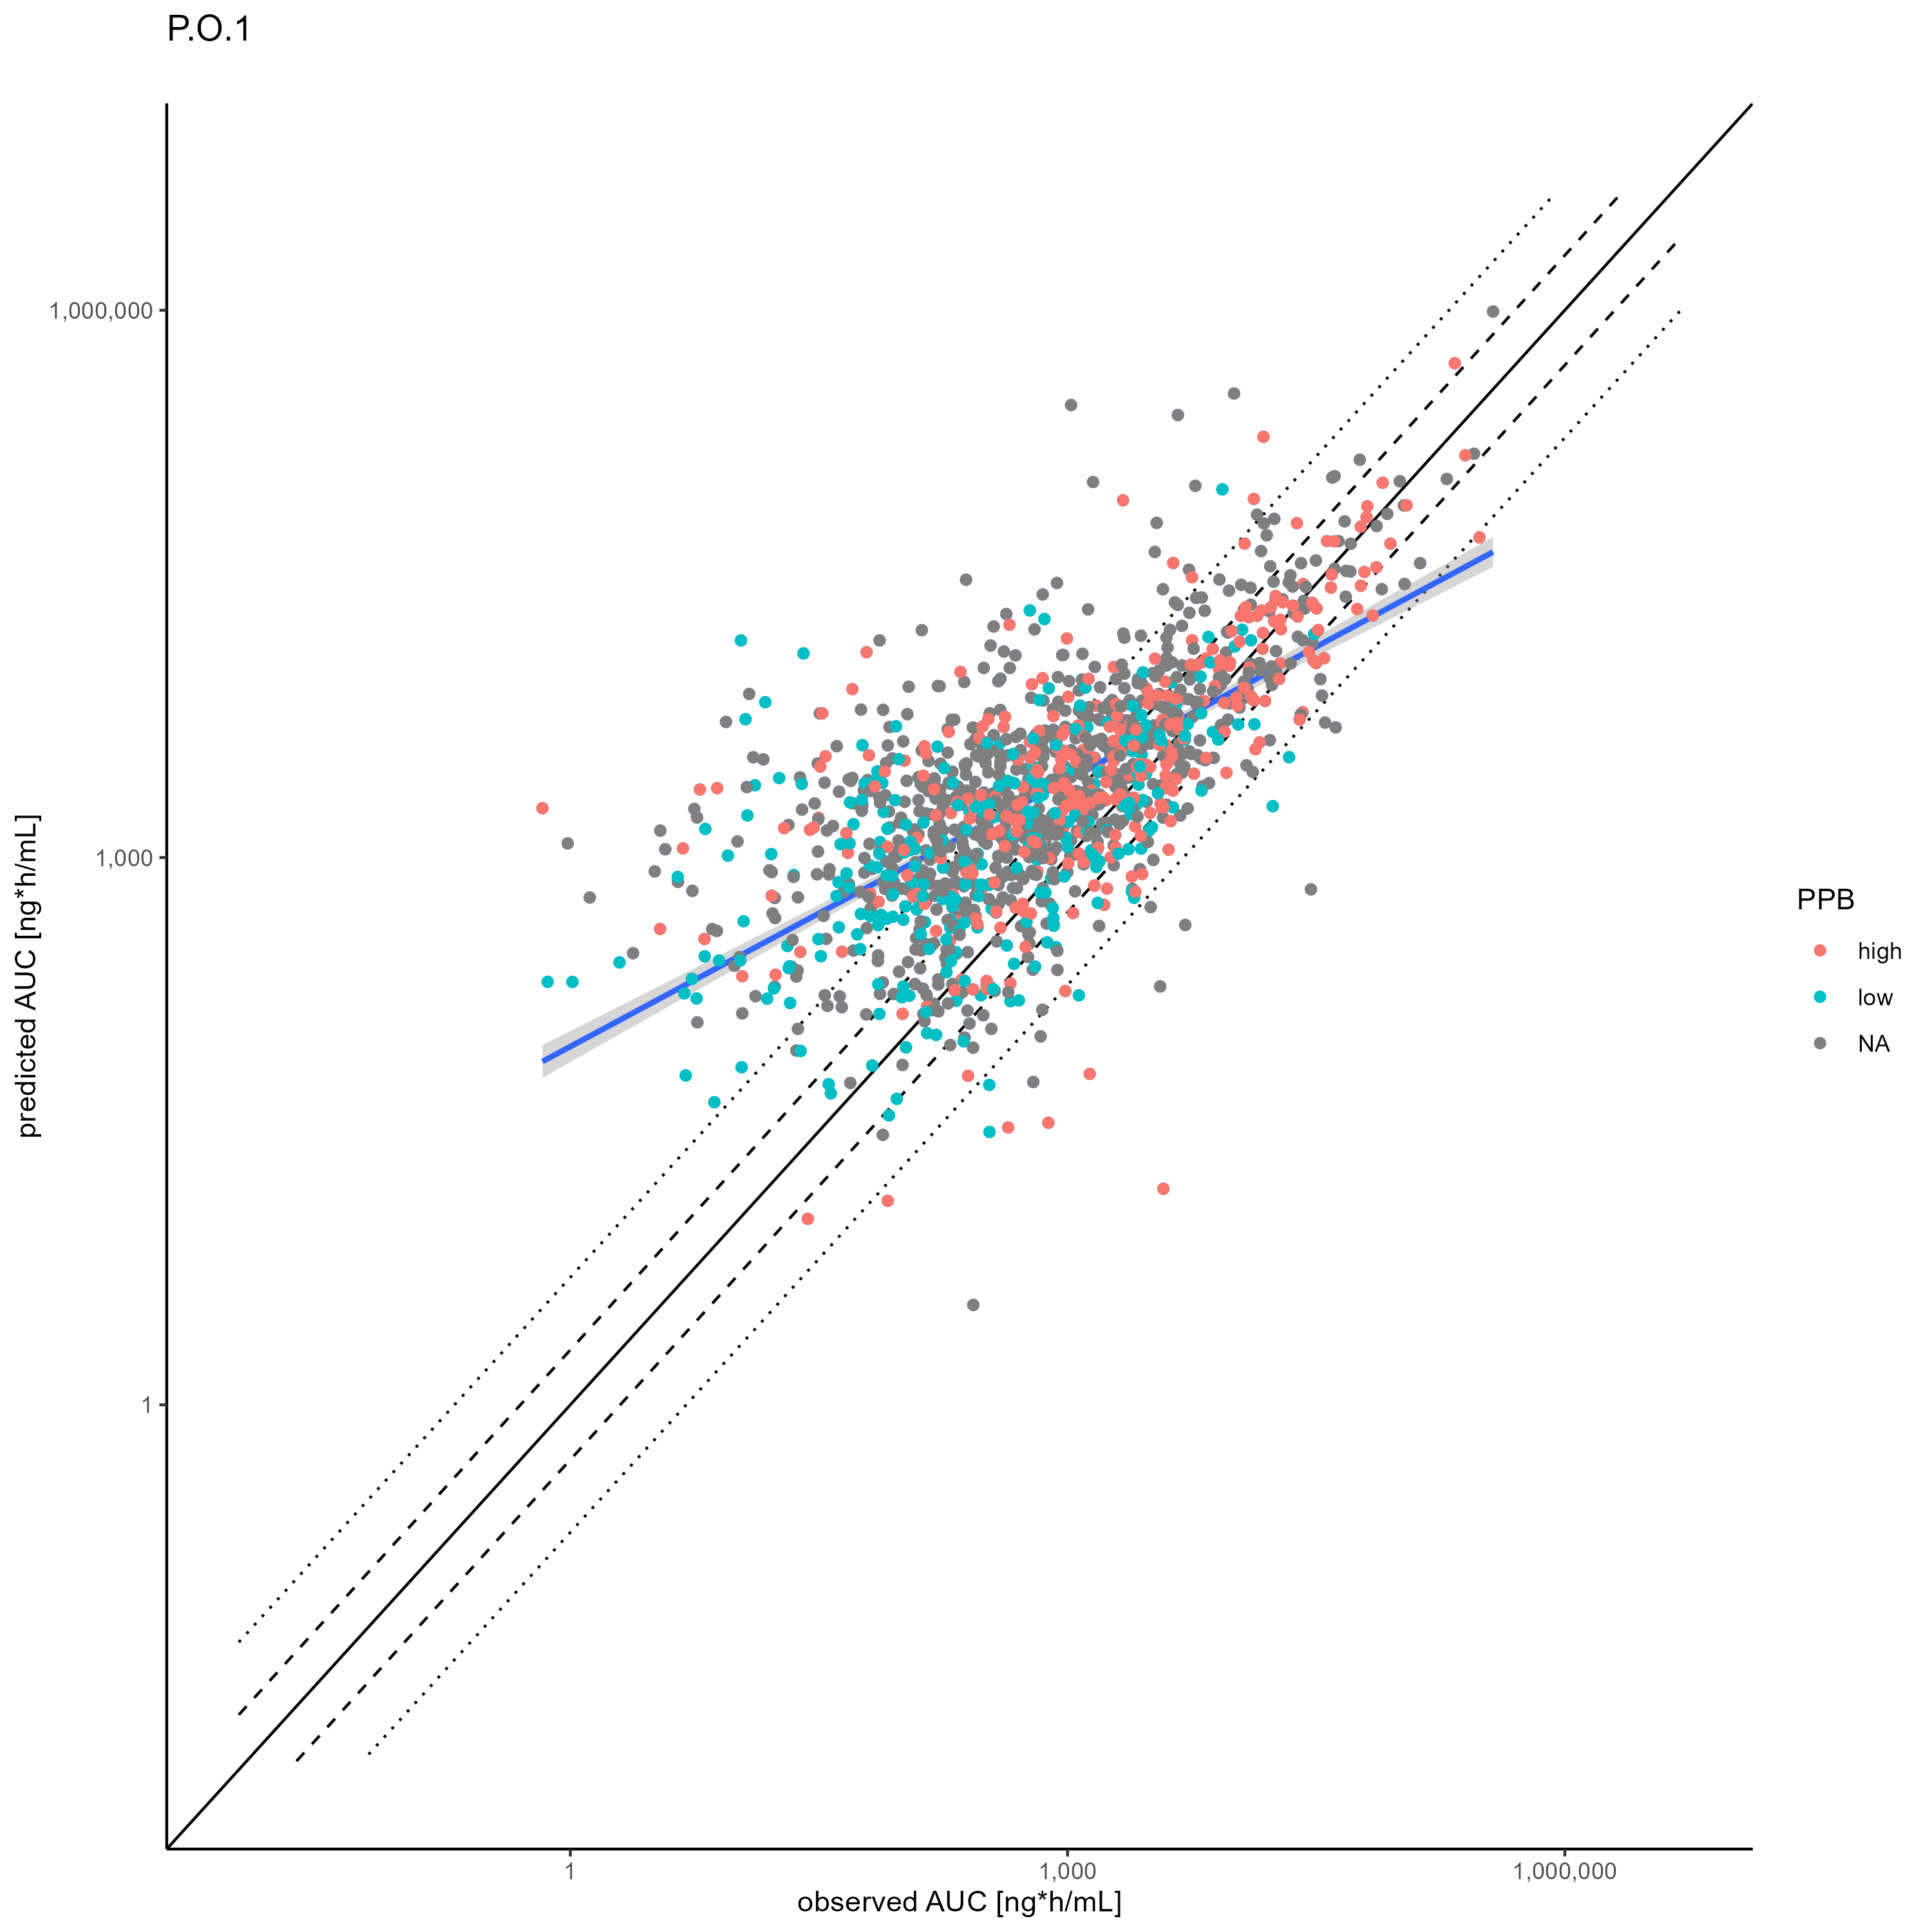 P.O.1
predicted AUC [ng*h/mL]
1,000,000
1,000
1
1
1,000
1,000,000
observed AUC [ng*h/mL]
PPB
high
low
NA